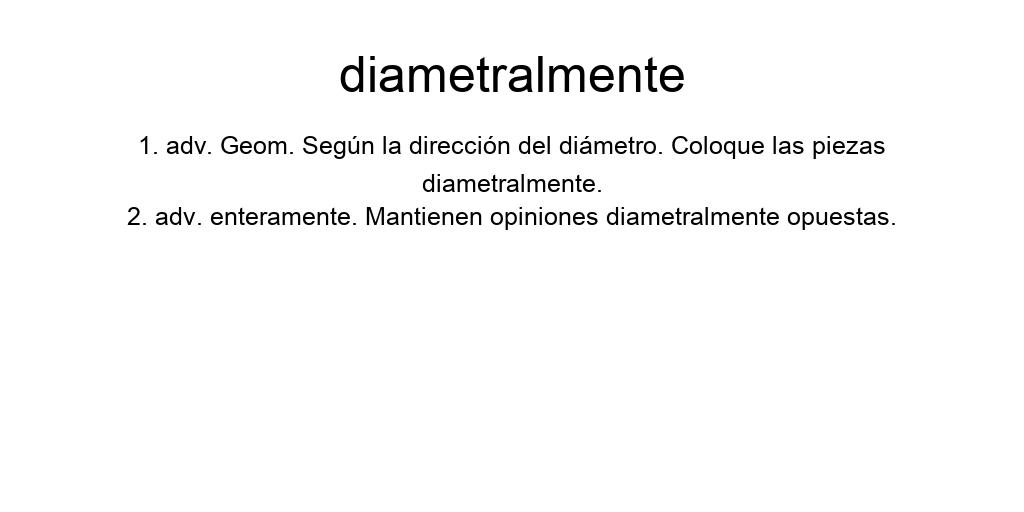 diametralmente
1. adv. Geom. Según la dirección del diámetro. Coloque las piezas
diametralmente.
2. adv. enteramente. Mantienen opiniones diametralmente opuestas.